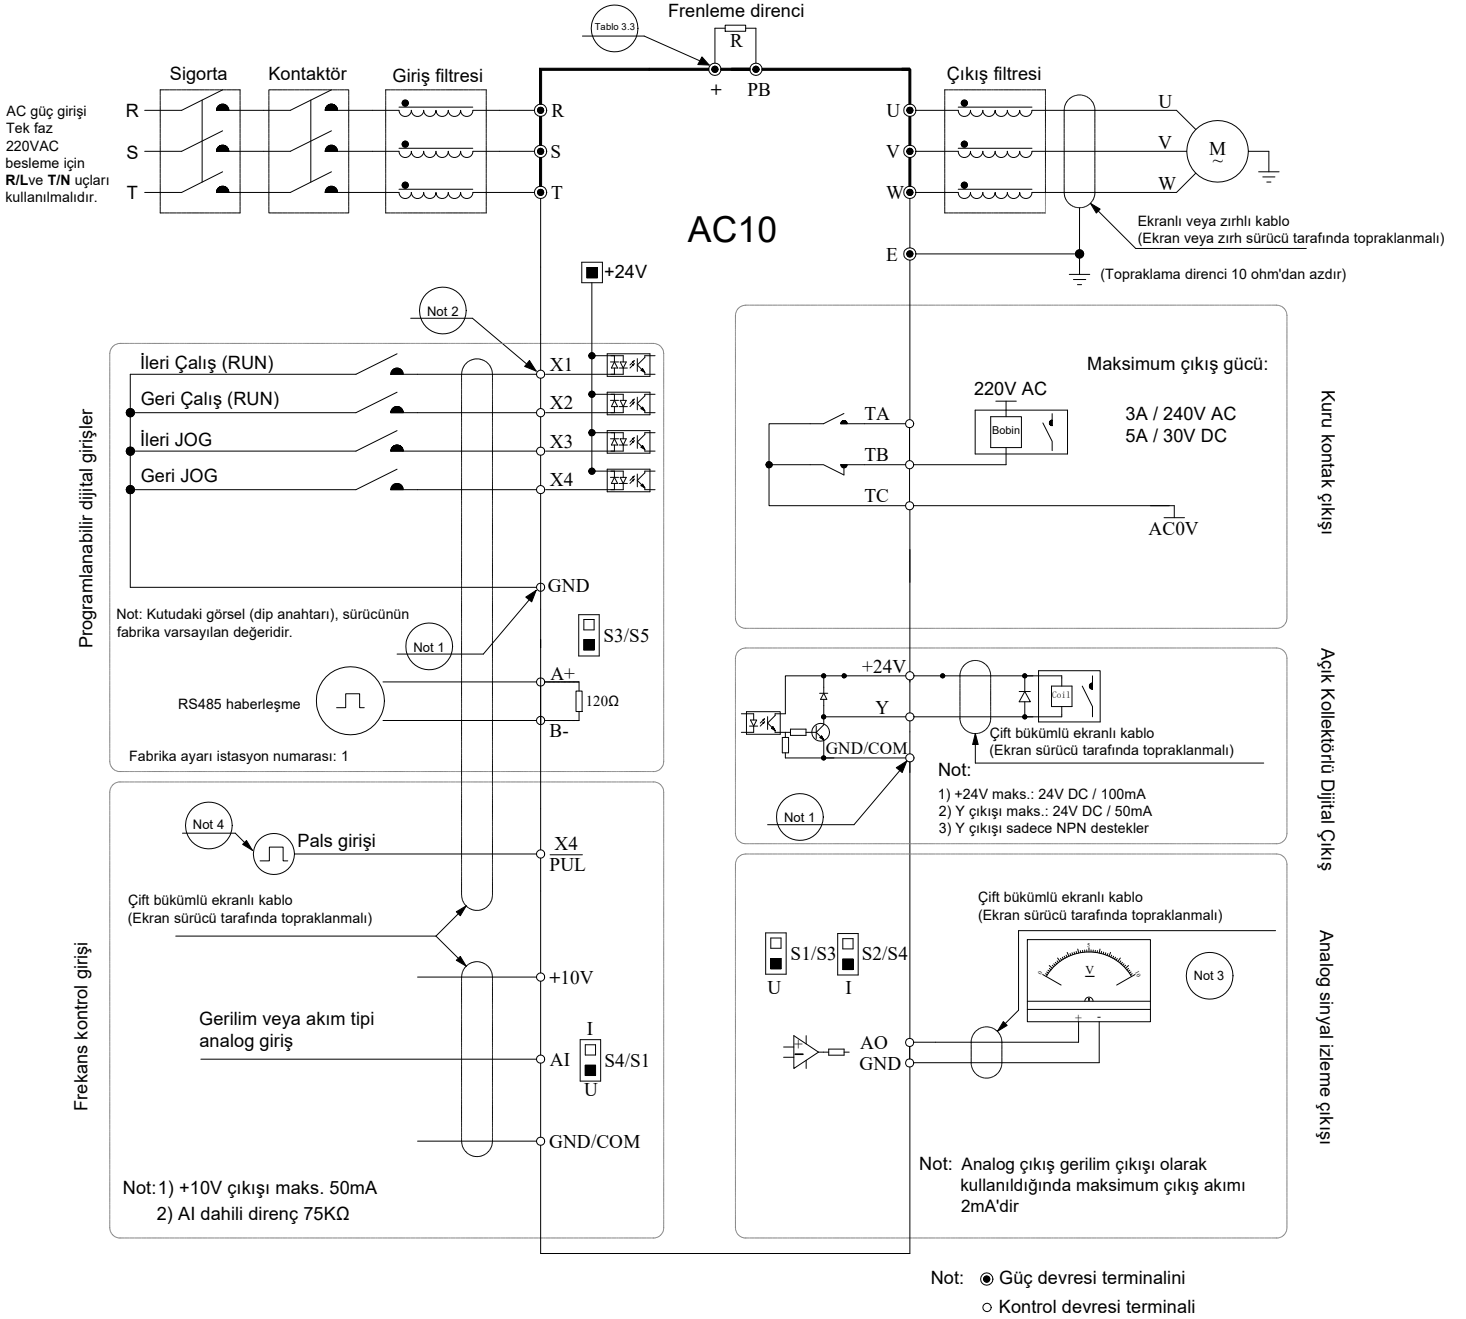 Frenleme direnci
Tablo 3.3
R
+
PB
Sigorta
Kontaktör
Giriş filtresi
Çıkış filtresi
AC güç girişi
Tek faz
220VAC
besleme için
R/Lve T/N uçları
kullanılmalıdır.
R
S
T
R
S
T
U
V
W
U
V
W
M
~
AC10
E
Ekranlı veya zırhlı kablo
(Ekran veya zırh sürücü tarafında topraklanmalı)
(Topraklama direnci 10 ohm'dan azdır)
+24V
Not 2
Programlanabilir dijital girişler
İleri Çalış (RUN)
Geri Çalış (RUN)
İleri JOG
Geri JOG
X1
X2
X3
X4
GND
Not: Kutudaki görsel (dip anahtarı), sürücünün
fabrika varsayılan değeridir.
Not 1
S3/S5
RS485 haberleşme
A+
120Ω
B-
Fabrika ayarı istasyon numarası: 1
Frekans kontrol girişi
Not 4
Pals girişi
X4
PUL
Çift bükümlü ekranlı kablo
(Ekran sürücü tarafında topraklanmalı)
+10V
Gerilim veya akım tipi
analog giriş
AI
I
S4/S1
U
GND/COM
Not:1) +10V çıkışı maks. 50mA
2) AI dahili direnç 75KΩ
Kuru kontak çıkışı
Maksimum çıkış gücü:
3A / 240V AC
5A / 30V DC
220V AC
Bobin
TA
TB
TC
AC0V
Açık Kollektörlü Dijital Çıkış
+24V
Y
GND/COM
Coil
Çift bükümlü ekranlı kablo
(Ekran sürücü tarafında topraklanmalı)
Not:
1) +24V maks.: 24V DC / 100mA
2) Y çıkışı maks.: 24V DC / 50mA
3) Y çıkışı sadece NPN destekler
Not 1
Analog sinyal izleme çıkışı
Çift bükümlü ekranlı kablo
(Ekran sürücü tarafında topraklanmalı)
S1/S3
S2/S4
U
I
0
5
10
V
+
-
Not 3
AO
GND
Not: Analog çıkış gerilim çıkışı olarak
kullanıldığında maksimum çıkış akımı
2mA'dir
Not: Güç devresi terminalini
Kontrol devresi terminali